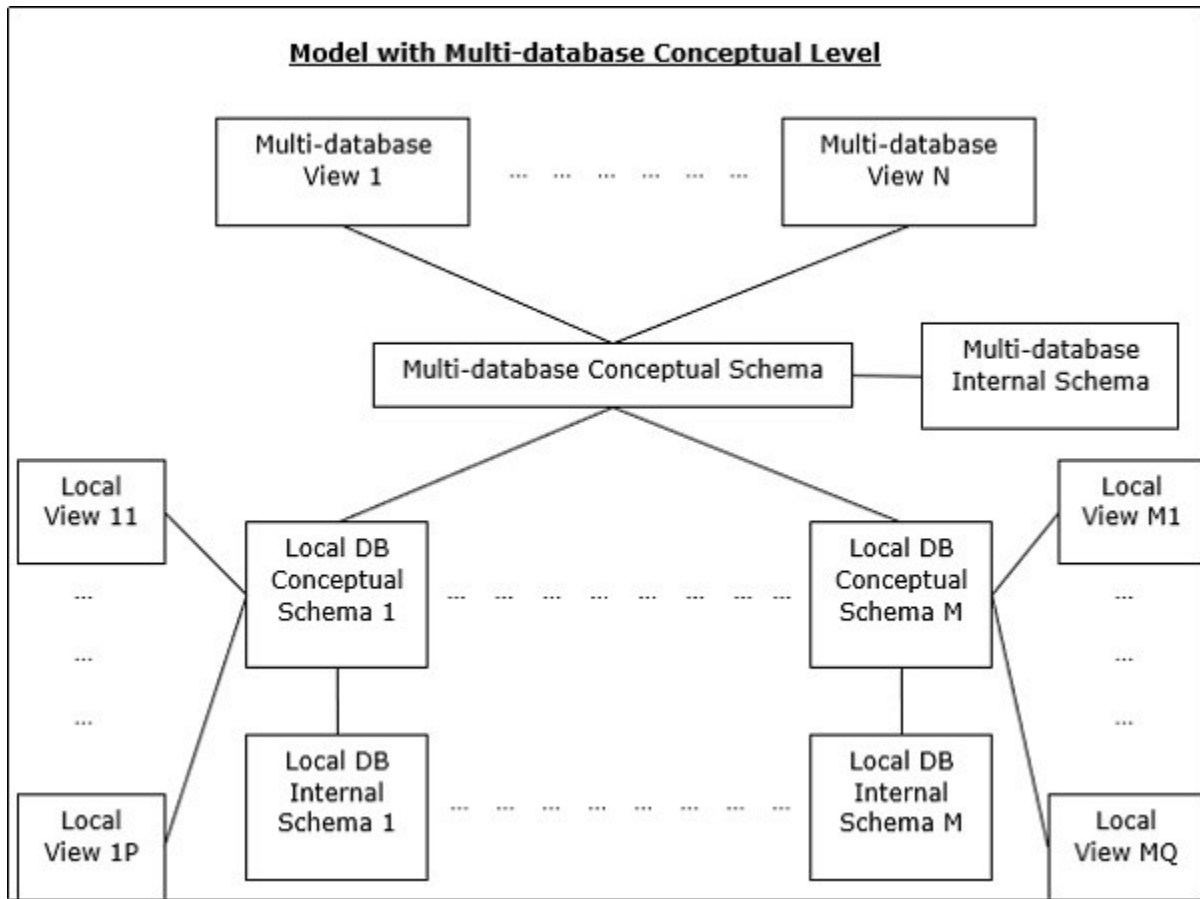 Model with Multi-database Conceptual Level
Multi-database
View 1
... ... ... ... ... ...
Multi-database
View N
Multi-database Conceptual Schema
Multi-database
Internal Schema
Local
View 11
...
...
...
Local
View 1P
Local DB
Conceptual
Schema 1
... ... ... ... ... ... ... ...
Local DB
Conceptual
Schema M
Local DB
Internal
Schema 1
... ... ... ... ... ... ... ...
Local DB
Internal
Schema M
Local
View M1
...
...
...
Local
View MQ